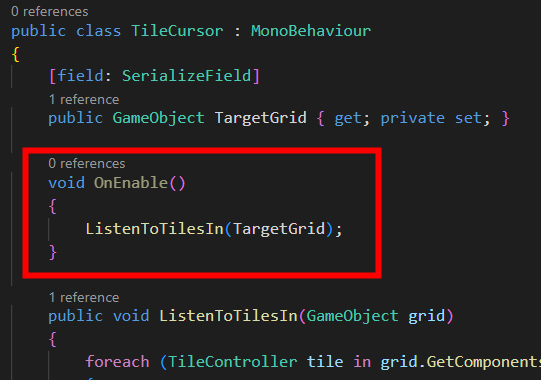 0 references
public class TileCursor : MonoBehaviour
{
[field: SerializeField]
1 reference
public GameObject TargetGrid { get; private set; }
0 references
void OnEnable()
{
ListenToTilesIn(TargetGrid);
}
1 reference
public void ListenToTilesIn(GameObject grid)
{
foreach (TileController tile in grid.GetComponents